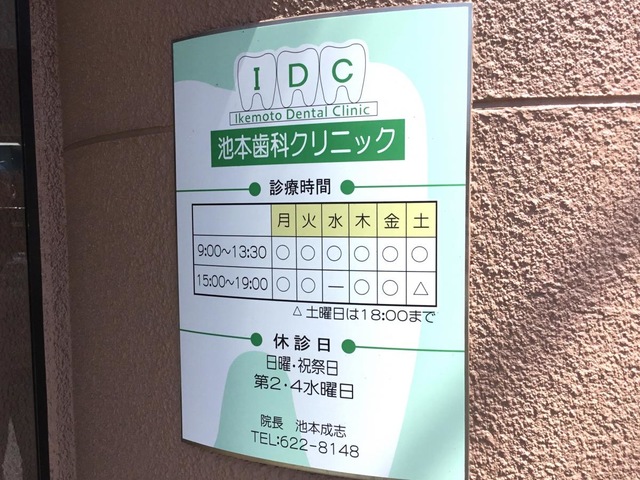 IDC
Ikemoto Dental Clinic
池本歯科クリニック
診療時間
月 火 水 木 金 土
9:00~13:30 ○ ○ ○ ○ ○ ○
15:00~19:00 ○ ○ ー ○ ○ △
△ 土曜日は18:00まで
休診日
日曜・祝祭日
第2・4水曜日
院長 池本成志
TEL:622-8148